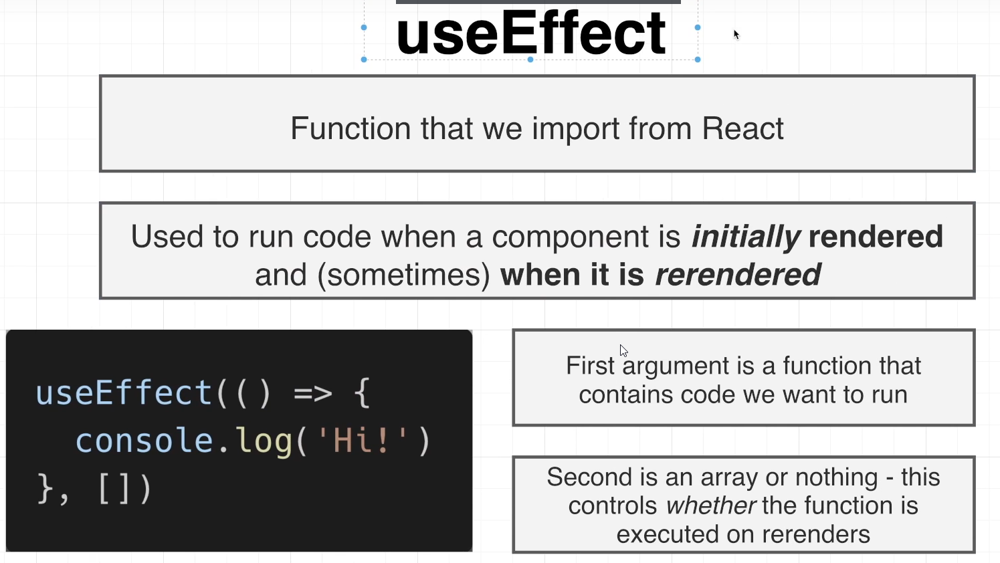 useEffect
Function that we import from React
Used to run code when a component is initially rendered
and (sometimes) when it is rerendered
useEffect(() => {
  console.log('Hi!')
}, [])
First argument is a function that
contains code we want to run
Second is an array or nothing - this
controls whether the function is
executed on rerenders